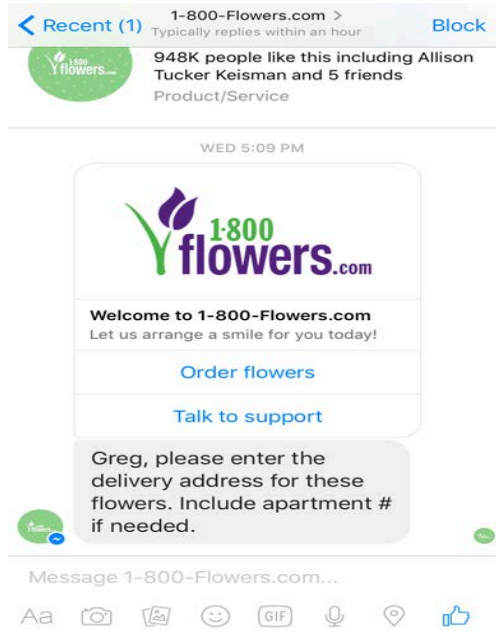 Recent (1)
1-800-Flowers.com >
Typically replies within an hour
Block
1800
flowers.com
948K people like this including Allison
Tucker Keisman and 5 friends
Product/Service
WED 5:09 PM
1·800
flowers.com
Welcome to 1-800-Flowers.com
Let us arrange a smile for you today!
Order flowers
Talk to support
Greg, please enter the
delivery address for these
flowers. Include apartment #
if needed.
Message 1-800-Flowers.com...
Aa
GIF